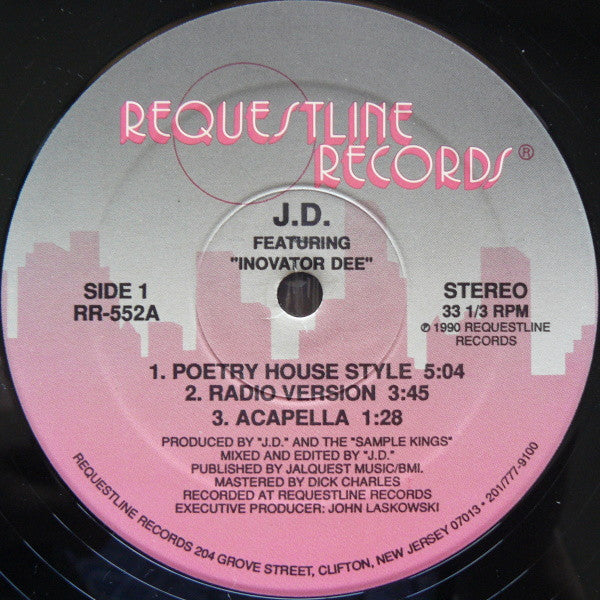 REQUESTLINE
RECORDS®
J.D.
FEATURING
"INOVATOR DEE"
SIDE 1
RR-552A
STEREO
33 1/3 RPM
℗ 1990 REQUESTLINE
RECORDS
1. POETRY HOUSE STYLE 5:04
2. RADIO VERSION 3:45
3. ACAPELLA 1:28
PRODUCED BY "J.D." AND THE "SAMPLE KINGS"
MIXED AND EDITED BY "J.D."
PUBLISHED BY JALQUEST MUSIC/BMI.
MASTERED BY DICK CHARLES
RECORDED AT REQUESTLINE RECORDS
EXECUTIVE PRODUCER: JOHN LASKOWSKI
REQUESTLINE RECORDS 204 GROVE STREET, CLIFTON, NEW JERSEY 07013 • 201/777-9100